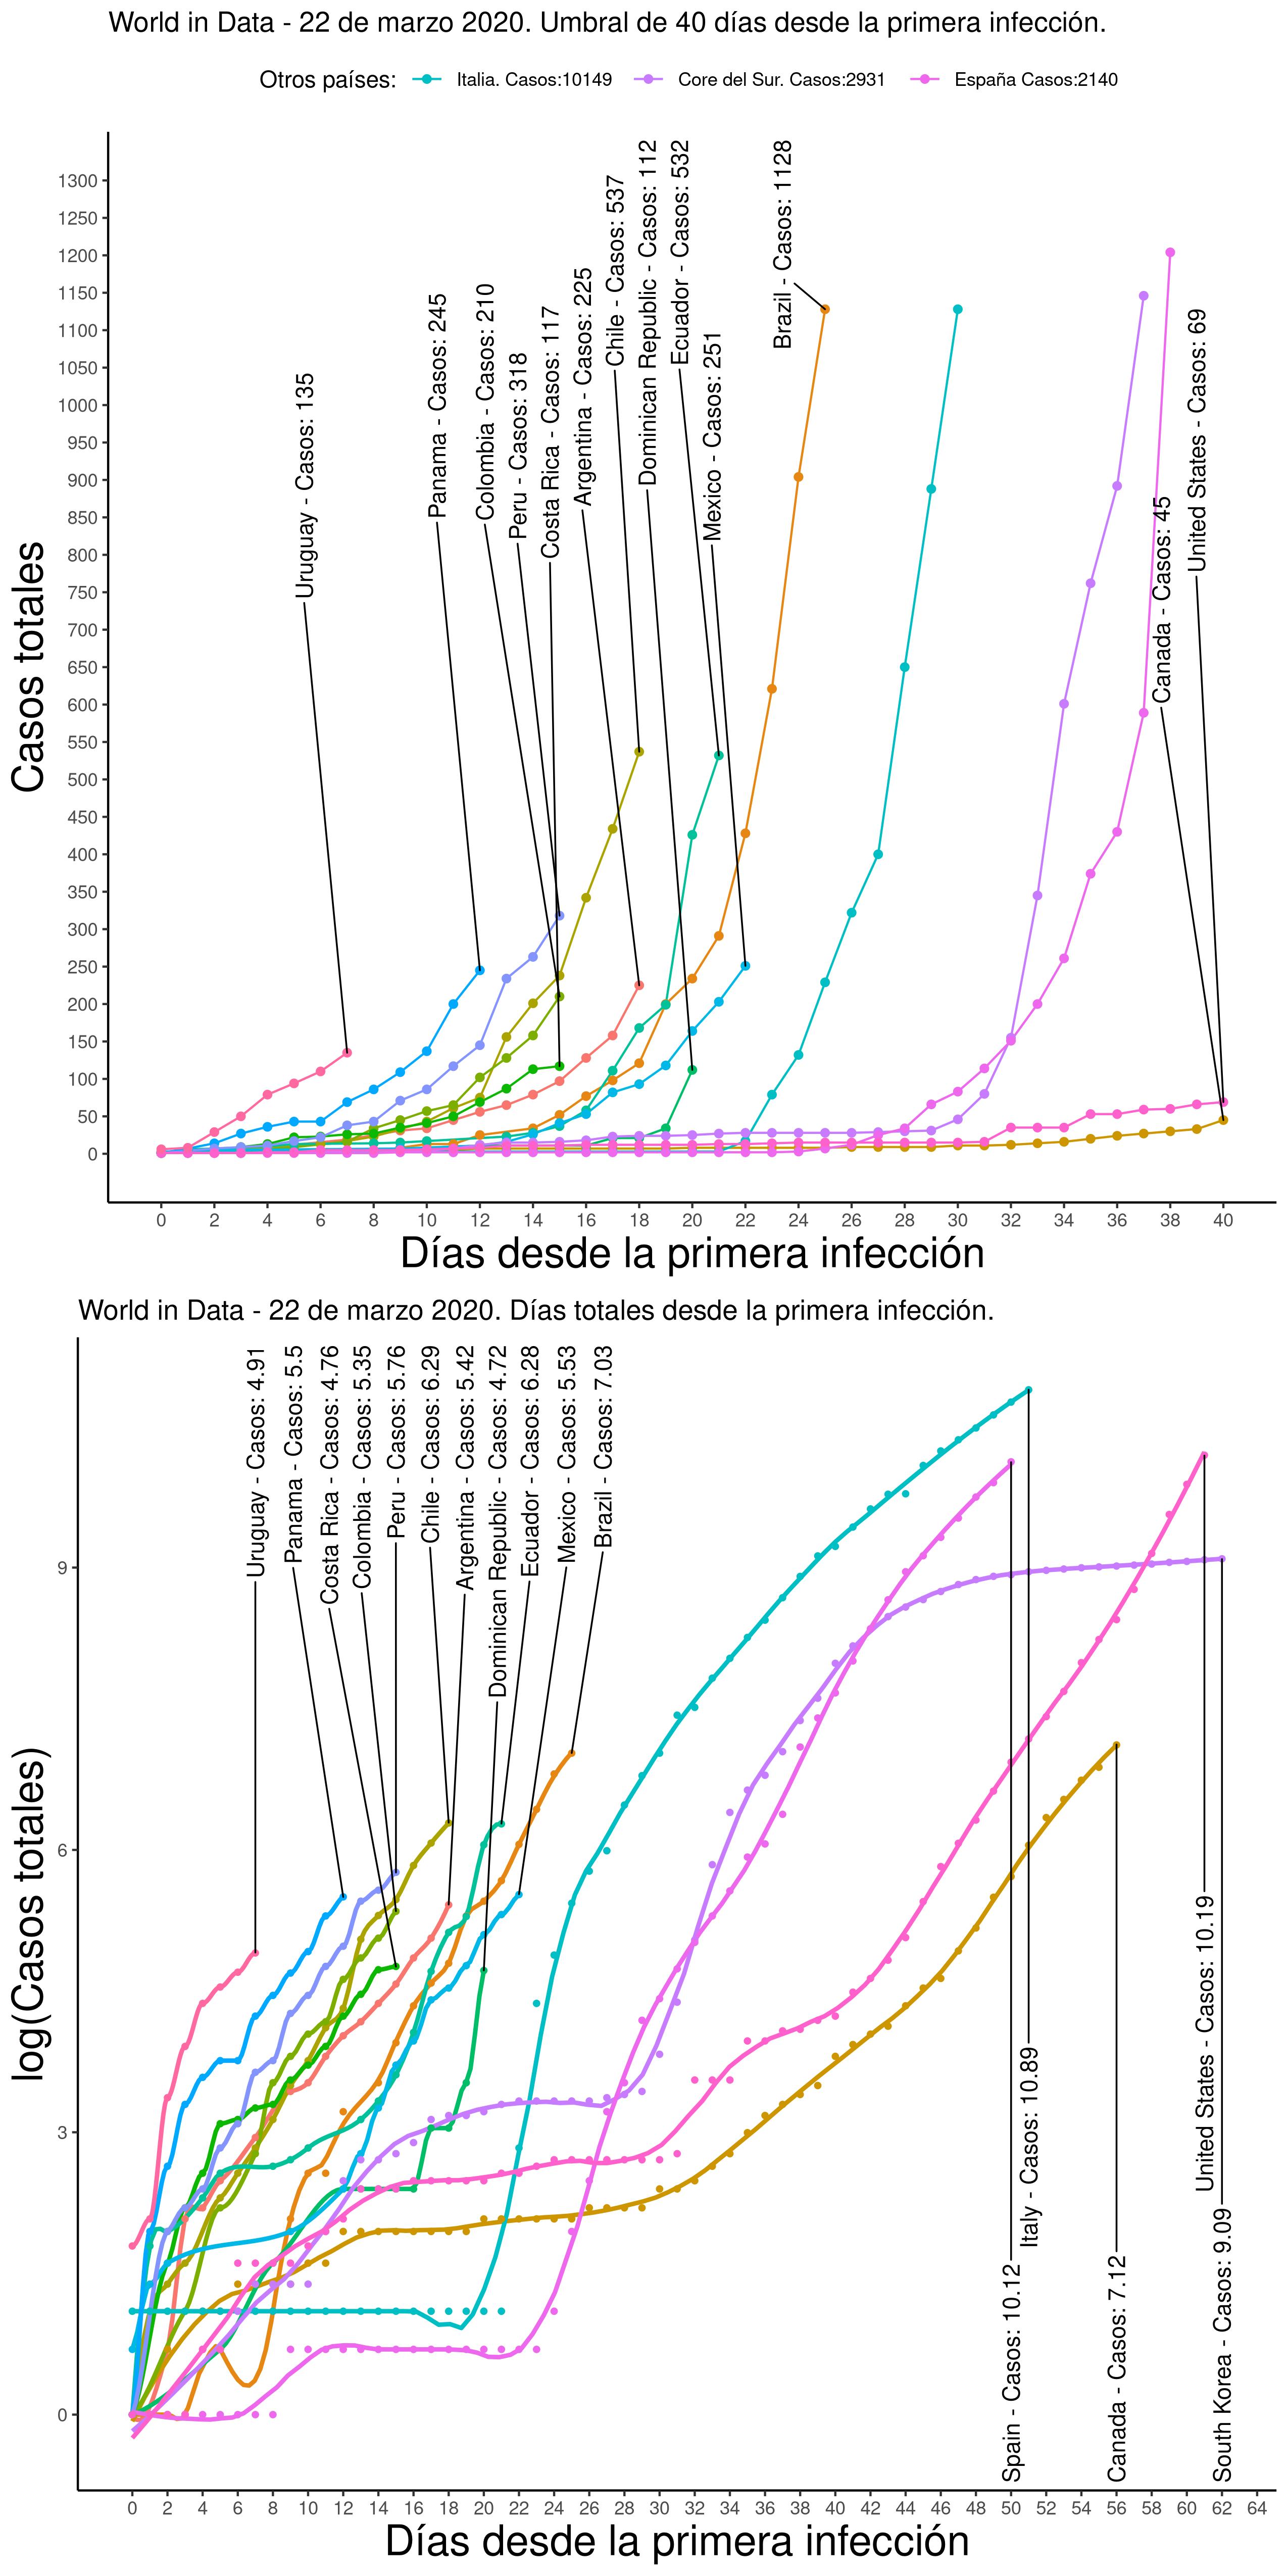 World in Data - 22 de marzo 2020. Umbral de 40 días desde la primera infección.
Otros países: Italia. Casos:10149 Core del Sur. Casos:2931 España Casos:2140
Casos totales
1300
1250
1200
1150
1100
1050
1000
950
900
850
800
750
700
650
600
550
500
450
400
350
300
250
200
150
100
50
0
Uruguay - Casos: 135
Panama - Casos: 245
Colombia - Casos: 210
Peru - Casos: 318
Costa Rica - Casos: 117
Argentina - Casos: 225
Chile - Casos: 537
Dominican Republic - Casos: 112
Ecuador - Casos: 532
Mexico - Casos: 251
Brazil - Casos: 1128
Canada - Casos: 45
United States - Casos: 69
0 2 4 6 8 10 12 14 16 18 20 22 24 26 28 30 32 34 36 38 40
Días desde la primera infección
World in Data - 22 de marzo 2020. Días totales desde la primera infección.
log(Casos totales)
9
6
3
0
Uruguay - Casos: 4.91
Panama - Casos: 5.5
Costa Rica - Casos: 4.76
Colombia - Casos: 5.35
Peru - Casos: 5.76
Chile - Casos: 6.29
Argentina - Casos: 5.42
Dominican Republic - Casos: 4.72
Ecuador - Casos: 6.28
Mexico - Casos: 5.53
Brazil - Casos: 7.03
Spain - Casos: 10.12
Italy - Casos: 10.89
Canada - Casos: 7.12
United States - Casos: 10.19
South Korea - Casos: 9.09
0 2 4 6 8 10 12 14 16 18 20 22 24 26 28 30 32 34 36 38 40 42 44 46 48 50 52 54 56 58 60 62 64
Días desde la primera infección